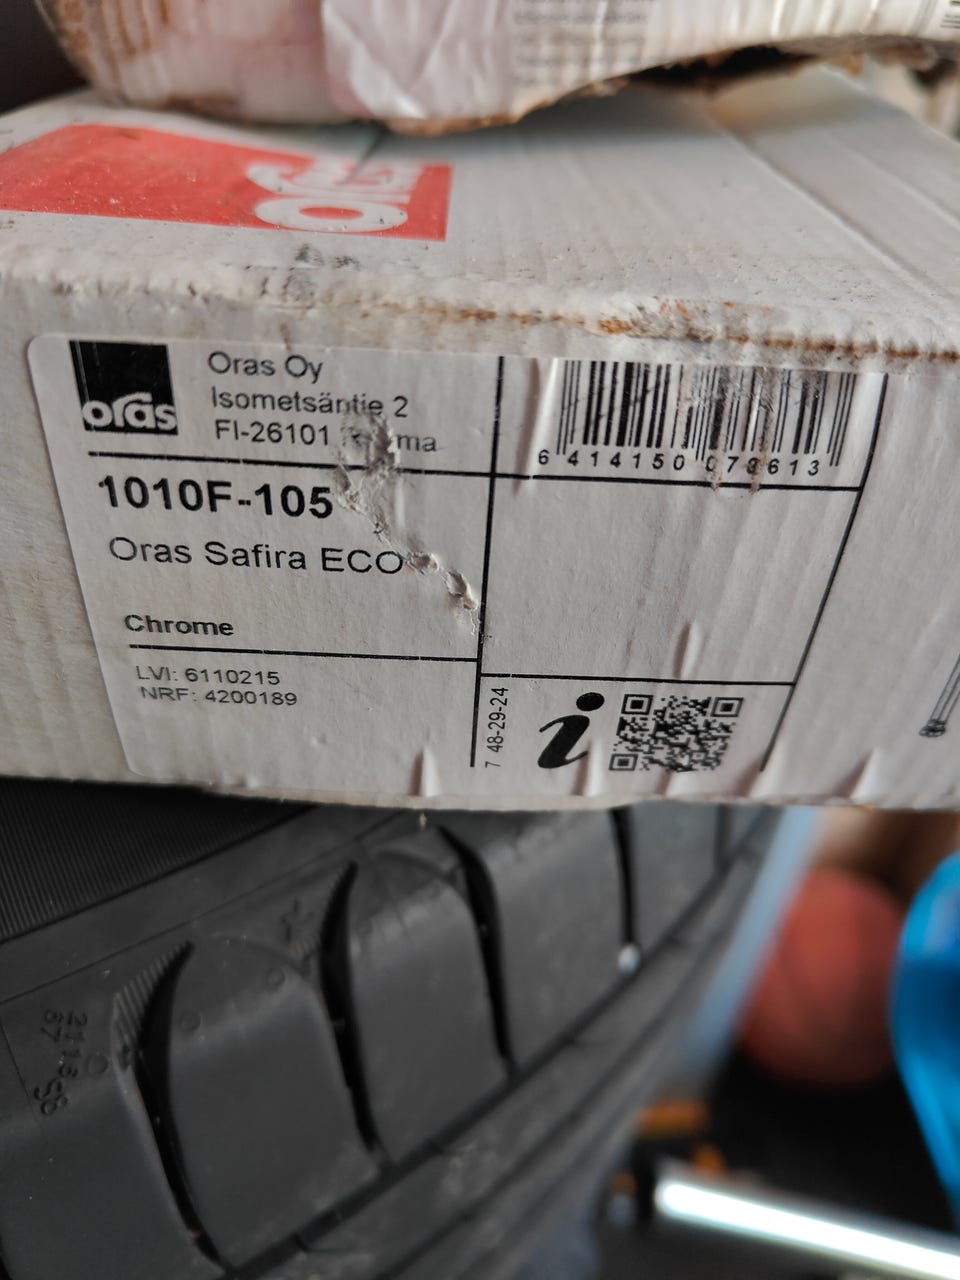 oras
oras
Oras Oy
Isometsäntie 2
FI-26101
1010F-105
Oras Safira ECO
Chrome
LVI: 6110215
NRF: 4200189
6 414150 073613
7 48-29-24
i